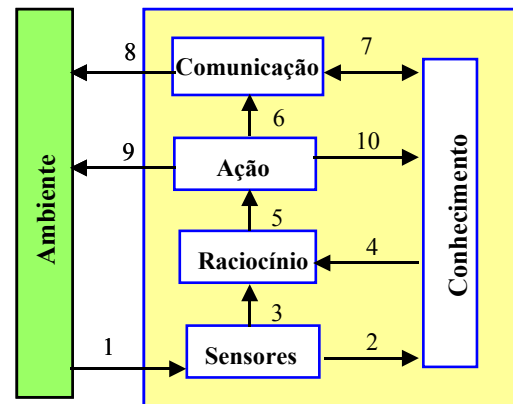 8
Comunicação
7
6
9
Ação
10
Ambiente
5
Conhecimento
Raciocínio
4
3
1
Sensores
2